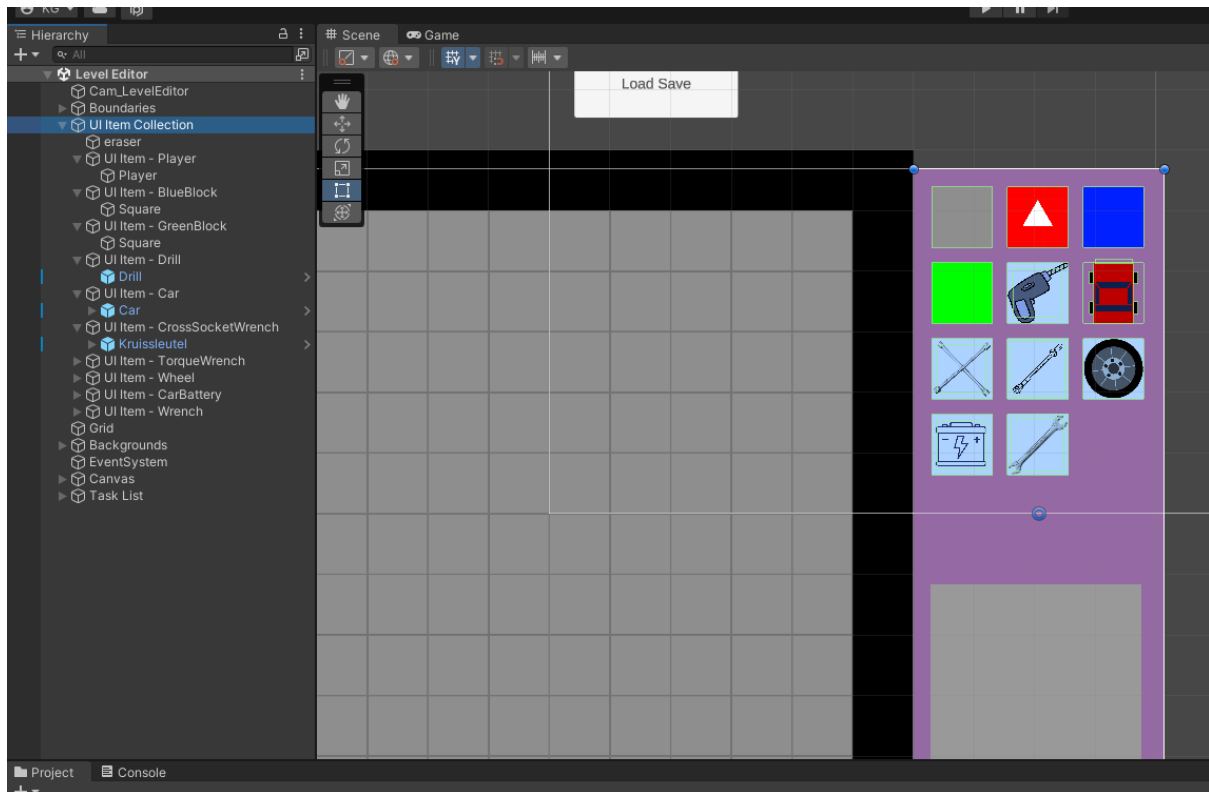 KG
Hierarchy
# Scene
Game
All
Level Editor
Cam_LevelEditor
Boundaries
UI Item Collection
eraser
UI Item - Player
Player
UI Item - BlueBlock
Square
UI Item - GreenBlock
Square
UI Item - Drill
Drill
UI Item - Car
Car
UI Item - CrossSocketWrench
Kruissleutel
UI Item - TorqueWrench
UI Item - Wheel
UI Item - CarBattery
UI Item - Wrench
Grid
Backgrounds
EventSystem
Canvas
Task List
Load Save
Project
Console